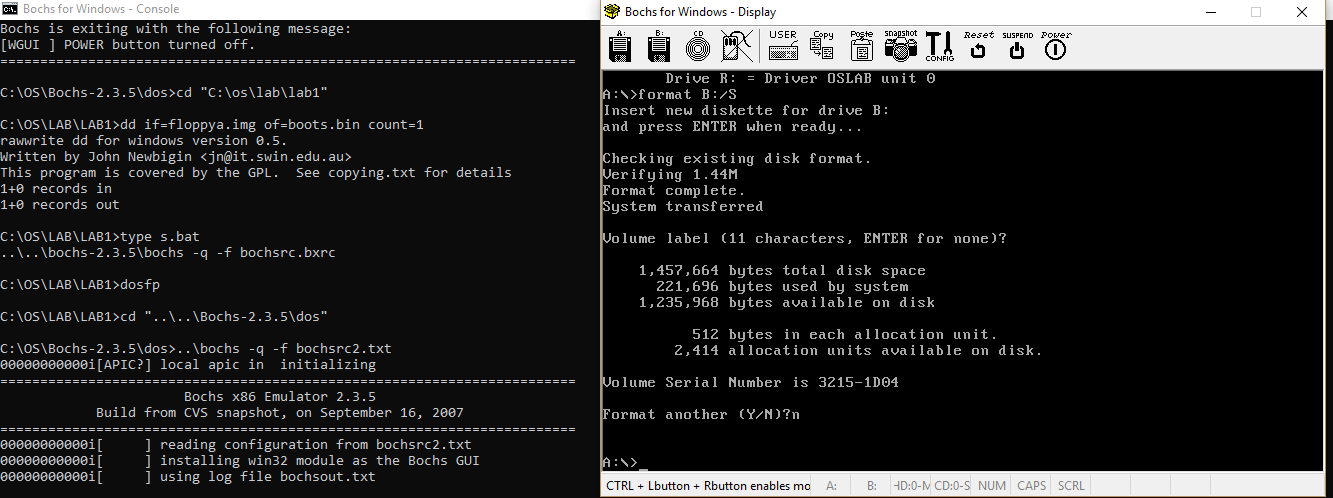 Bochs for Windows - Console
Bochs is exiting with the following message:
[WGUI ] POWER button turned off.
========================================================================
C:\OS\Bochs-2.3.5\dos>cd "C:\os\lab\lab1"
C:\OS\LAB\LAB1>dd if=floppya.img of=boots.bin count=1
rawwrite dd for windows version 0.5.
Written by John Newbigin <jn@it.swin.edu.au>
This program is covered by the GPL.  See copying.txt for details
1+0 records in
1+0 records out
C:\OS\LAB\LAB1>type s.bat
..\..\bochs-2.3.5\bochs -q -f bochsrc.bxrc
C:\OS\LAB\LAB1>dosfp
C:\OS\LAB\LAB1>cd "..\..\Bochs-2.3.5\dos"
C:\OS\Bochs-2.3.5\dos>..\bochs -q -f bochsrc2.txt
00000000000i[APIC?] local apic in  initializing
========================================================================
Bochs x86 Emulator 2.3.5
Build from CVS snapshot, on September 16, 2007
========================================================================
00000000000i[     ] reading configuration from bochsrc2.txt
00000000000i[     ] installing win32 module as the Bochs GUI
00000000000i[     ] using log file bochsout.txt
Bochs for Windows - Display
A: B: CD USER Copy Paste snapshot CONFIG Reset SUSPEND Power
Drive R: = Driver OSLAB unit 0
A:\>format B:/S
Insert new diskette for drive B:
and press ENTER when ready...
Checking existing disk format.
Verifying 1.44M
Format complete.
System transferred
Volume label (11 characters, ENTER for none)?
1,457,664 bytes total disk space
221,696 bytes used by system
1,235,968 bytes available on disk
512 bytes in each allocation unit.
2,414 allocation units available on disk.
Volume Serial Number is 3215-1D04
Format another (Y/N)?n
A:\>_
CTRL + Lbutton + Rbutton enables mo A: B: HD:0-M CD:0-S NUM CAPS SCRL